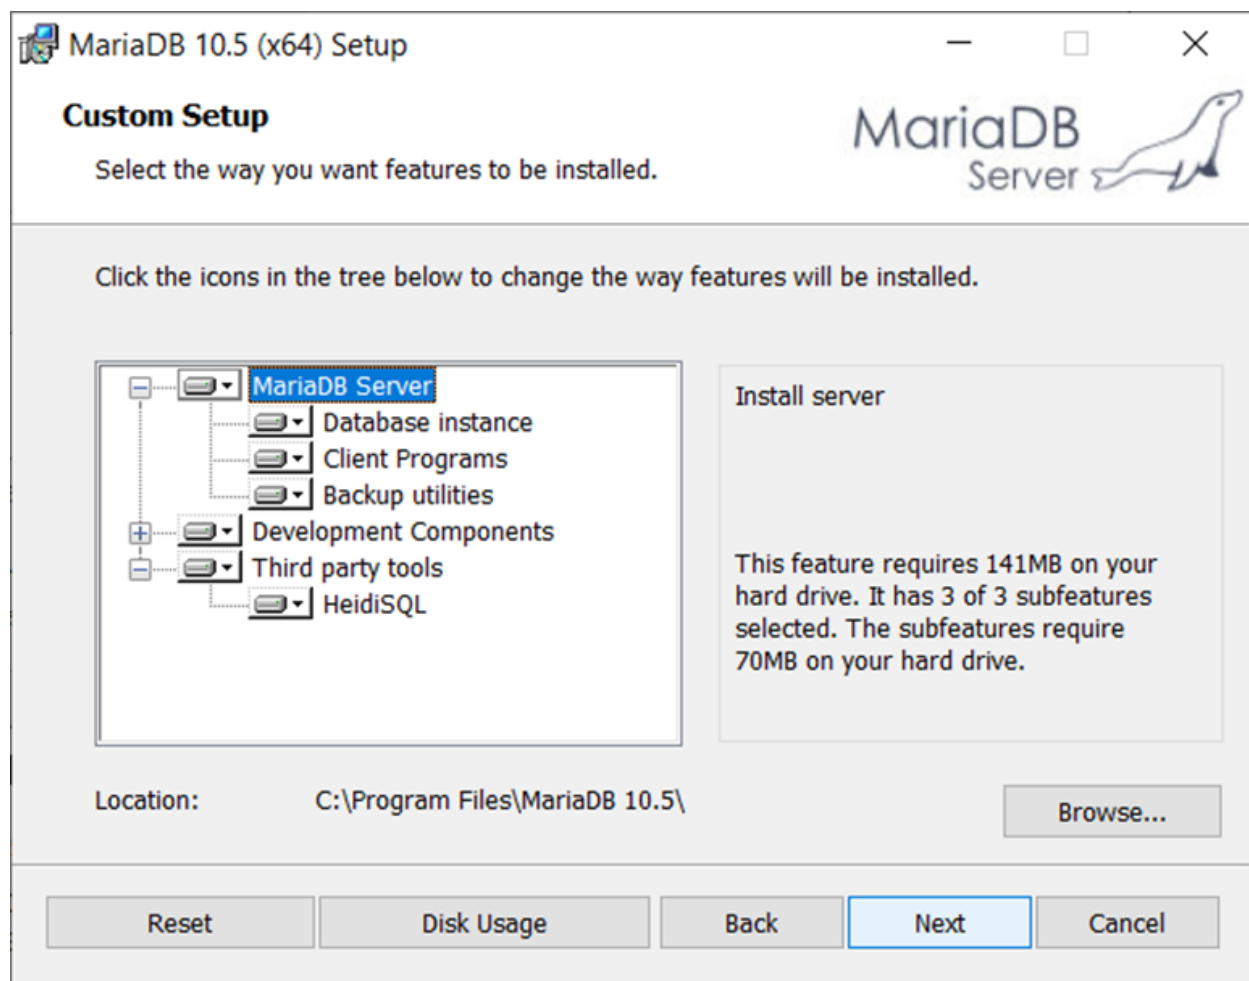 MariaDB 10.5 (x64) Setup
Custom Setup
Select the way you want features to be installed.
MariaDB
Server
Click the icons in the tree below to change the way features will be installed.
MariaDB Server
Database instance
Client Programs
Backup utilities
Development Components
Third party tools
HeidiSQL
Install server
This feature requires 141MB on your
hard drive. It has 3 of 3 subfeatures
selected. The subfeatures require
70MB on your hard drive.
Location: C:\Program Files\MariaDB 10.5\
Browse...
Reset Disk Usage Back Next Cancel